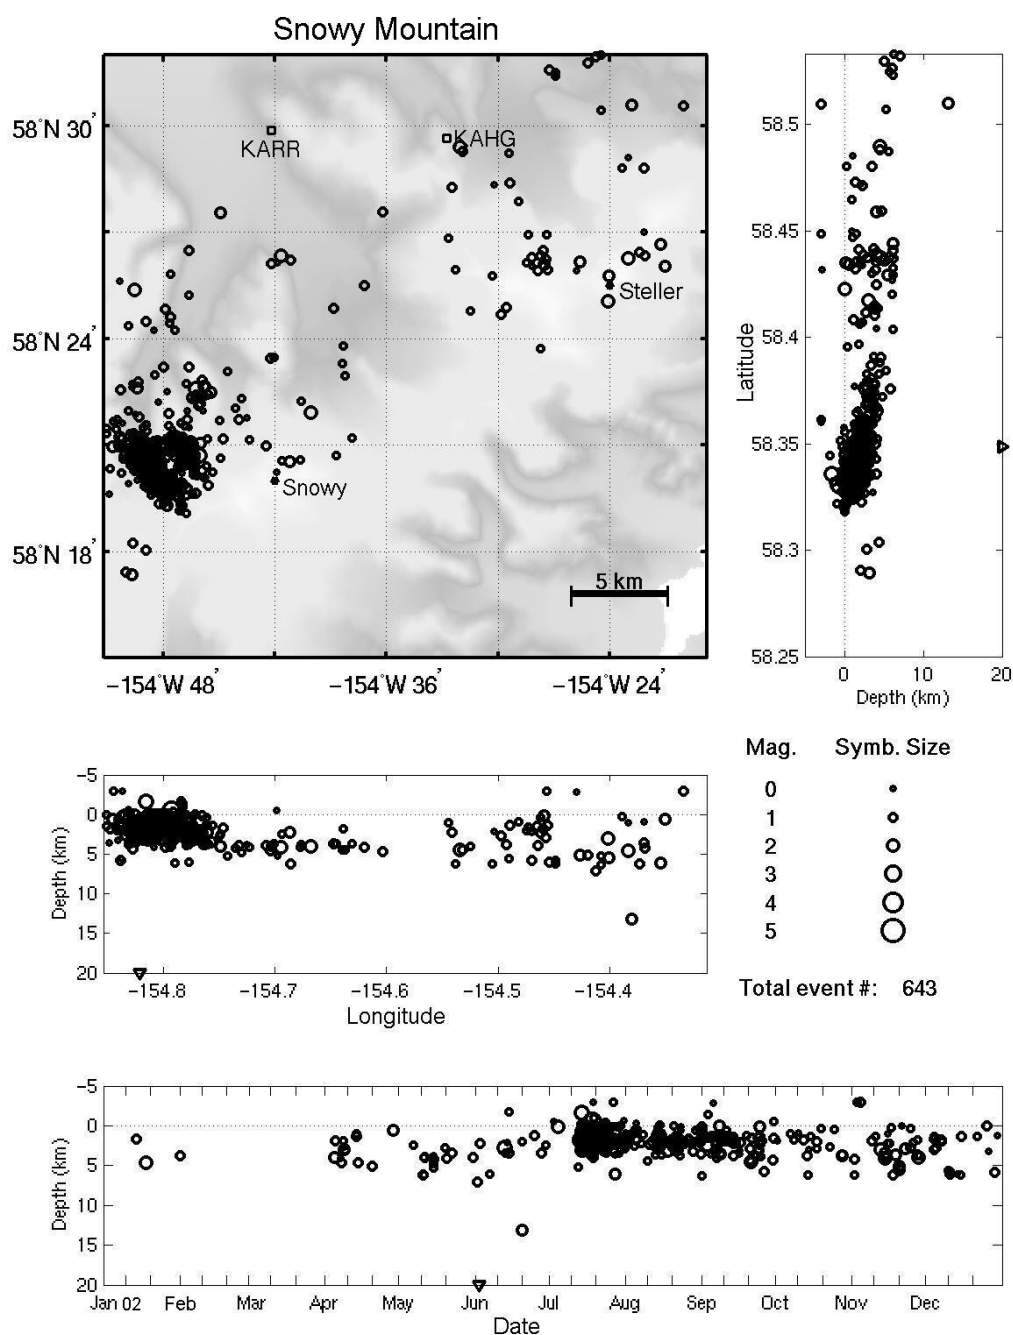 Snowy Mountain
58°N 30'
58°N 24'
58°N 18'
KARR
KAHG
Steller
Snowy
5 km
−154°W 48'
−154°W 36'
−154°W 24'
58.5
58.45
58.4
58.35
58.3
58.25
Latitude
0
10
20
Depth (km)
−5
0
5
10
15
20
Depth (km)
−154.8
−154.7
−154.6
−154.5
−154.4
Longitude
Mag. Symb. Size
0
1
2
3
4
5
Total event #: 643
−5
0
5
10
15
20
Depth (km)
Jan 02 Feb Mar Apr May Jun Jul Aug Sep Oct Nov Dec
Date